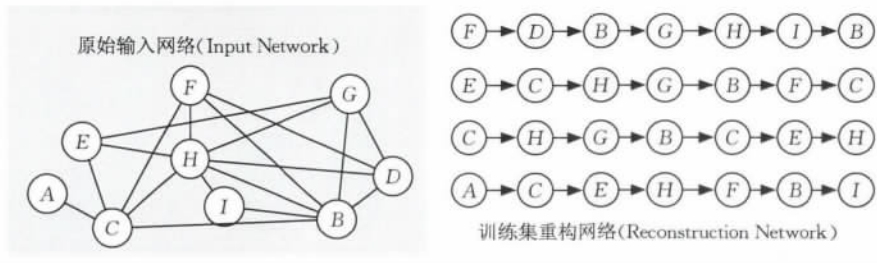 原始输入网络(Input Network)
F
G
E
H
D
A
I
C
B
F D B G H I B
E C H G B F C
C H G B C E H
A C E H F B I
训练集重构网络(Reconstruction Network)